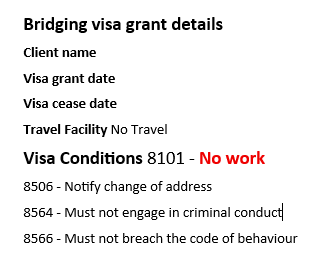 Bridging visa grant details
Client name
Visa grant date
Visa cease date
Travel Facility No Travel
Visa Conditions 8101 - No work
8506 - Notify change of address
8564 - Must not engage in criminal conduct
8566 - Must not breach the code of behaviour